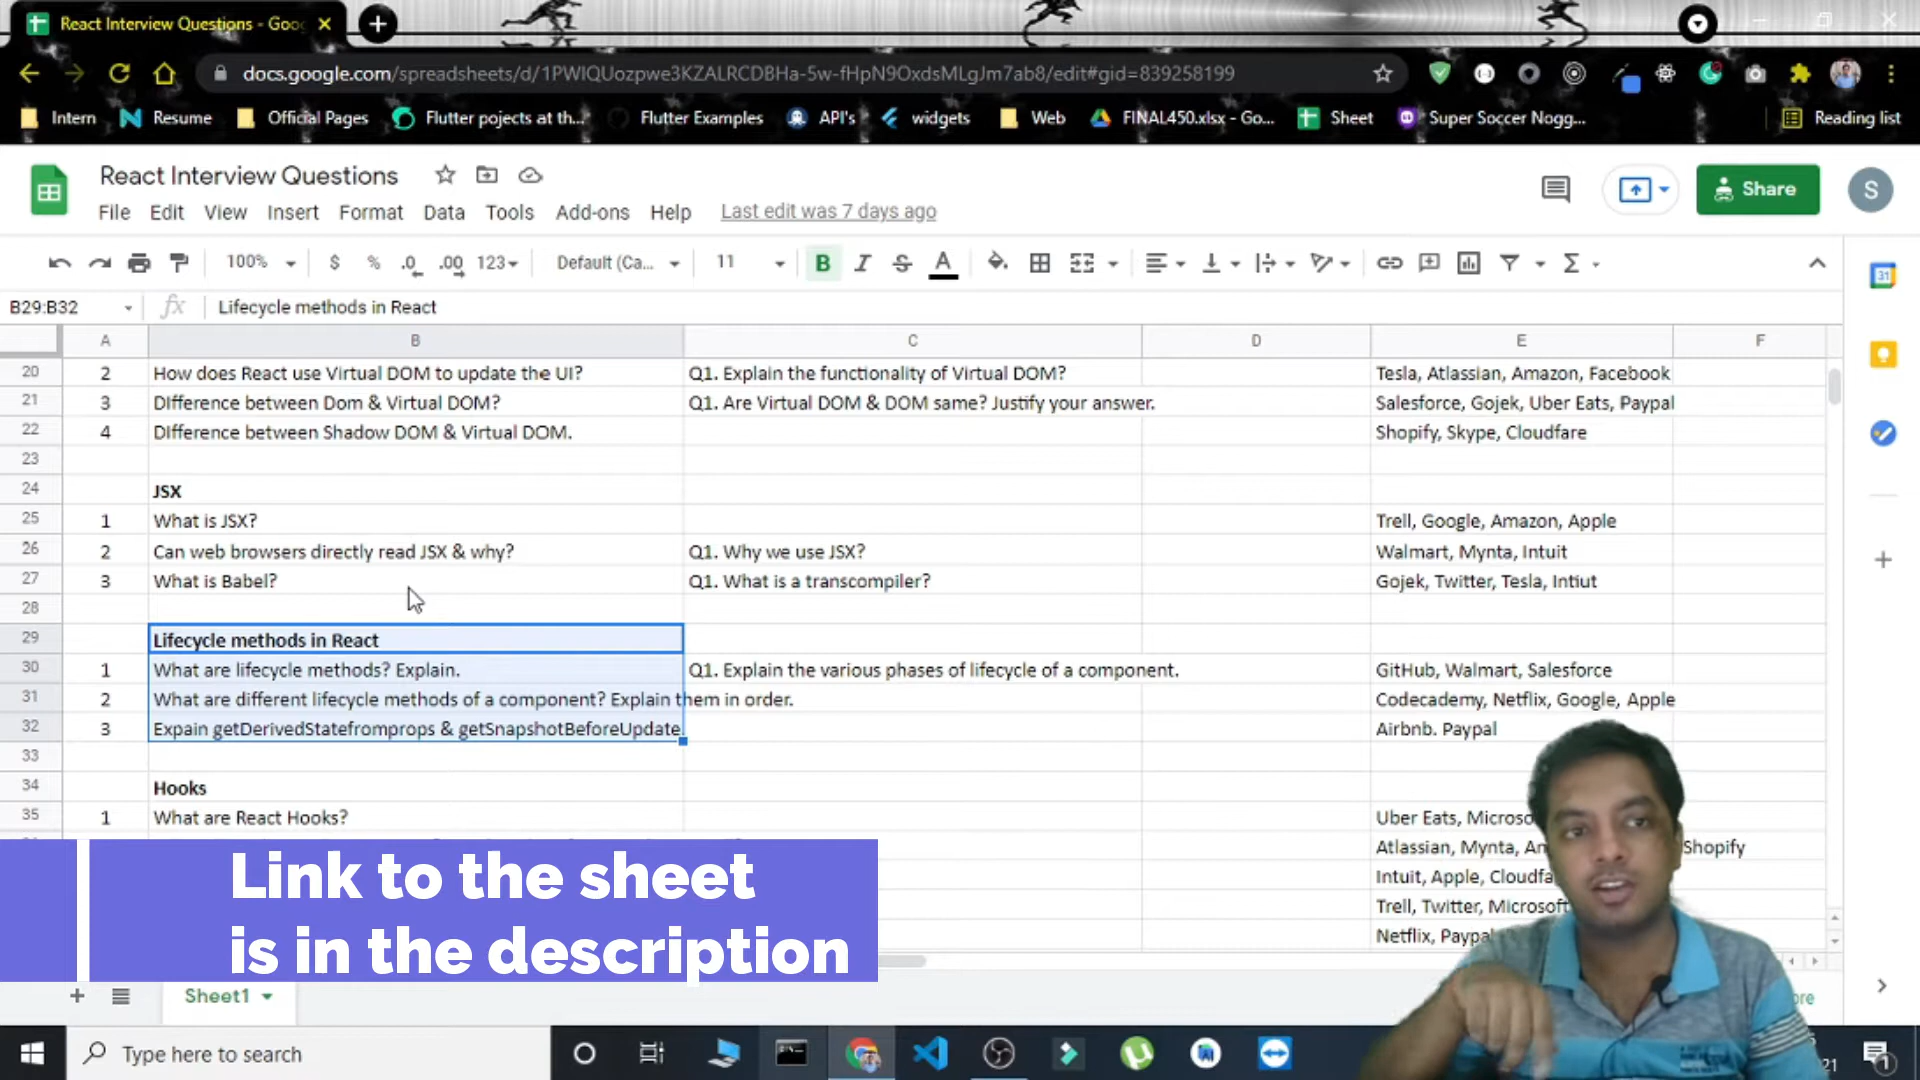 React Interview Questions - Goo
docs.google.com/spreadsheets/d/1PWIQUozpwe3KZALRCDBHa-5w-fHpN9OxdsMLgJm7ab8/edit#gid=839258199
Intern Resume Official Pages Flutter pojects at th... Flutter Examples API's widgets Web FINAL450.xlsx - Go... Sheet Super Soccer Nogg... Reading list
React Interview Questions
Share
S
File Edit View Insert Format Data Tools Add-ons Help Last edit was 7 days ago
100% $ % .0 .00 123 Default (Ca... 11 B I S A
31
B29:B32 fx Lifecycle methods in React
A B C D E F
20 2 How does React use Virtual DOM to update the UI? Q1. Explain the functionality of Virtual DOM? Tesla, Atlassian, Amazon, Facebook
21 3 DIfference between Dom & Virtual DOM? Q1. Are Virtual DOM & DOM same? Justify your answer. Salesforce, Gojek, Uber Eats, Paypal
22 4 DIfference between Shadow DOM & Virtual DOM. Shopify, Skype, Cloudfare
23
24 JSX
25 1 What is JSX? Trell, Google, Amazon, Apple
26 2 Can web browsers directly read JSX & why? Q1. Why we use JSX? Walmart, Mynta, Intuit
27 3 What is Babel? Q1. What is a transcompiler? Gojek, Twitter, Tesla, Intiut
28
29 Lifecycle methods in React
30 1 What are lifecycle methods? Explain. Q1. Explain the various phases of lifecycle of a component. GitHub, Walmart, Salesforce
31 2 What are different lifecycle methods of a component? Explain them in order. Codecademy, Netflix, Google, Apple
32 3 Expain getDerivedStatefromprops & getSnapshotBeforeUpdate. Airbnb. Paypal
33
34 Hooks
35 1 What are React Hooks? Uber Eats, Microso
Atlassian, Mynta, Shopify
Intuit, Apple, Cloudfa
Trell, Twitter, Microsoft
Netflix, Paypal
Link to the sheet
is in the description
Sheet1
Type here to search
21
1